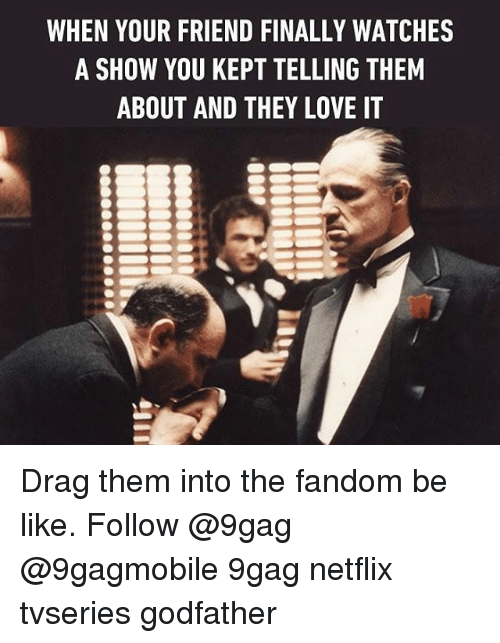 WHEN YOUR FRIEND FINALLY WATCHES
A SHOW YOU KEPT TELLING THEM
ABOUT AND THEY LOVE IT
Drag them into the fandom be
like. Follow @9gag
@9gagmobile 9gag netflix
tvseries godfather